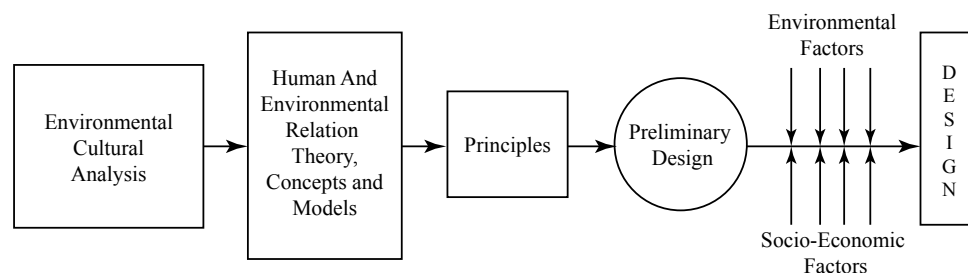 Environmental
Cultural
Analysis
Human And
Environmental
Relation
Theory,
Concepts and
Models
Principles
Preliminary
Design
Environmental
Factors
Socio-Economic
Factors
D
E
S
I
G
N